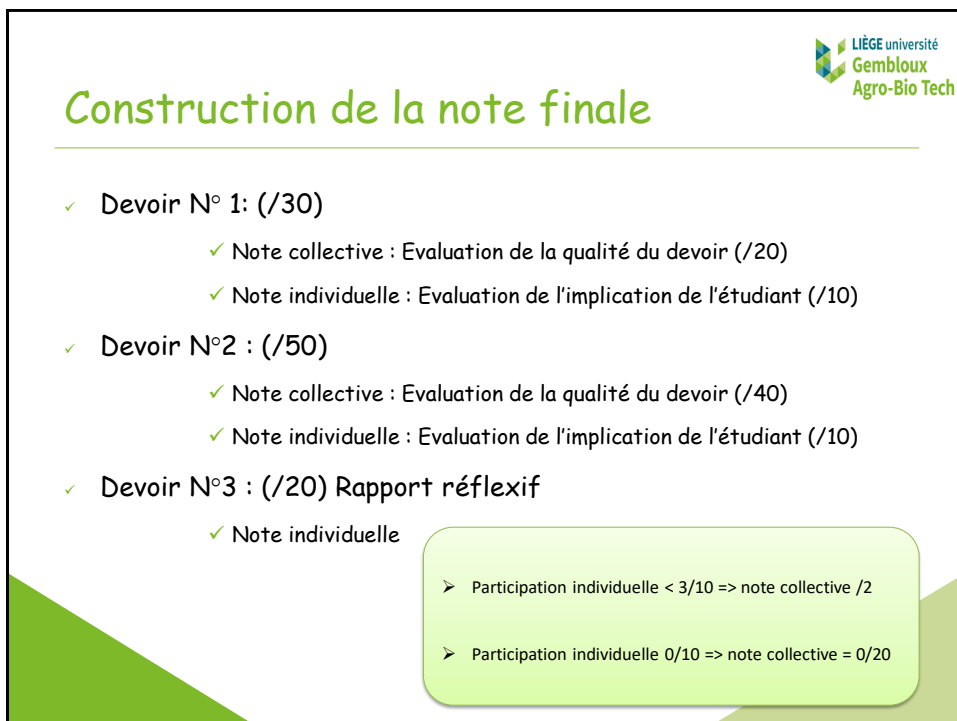 LIÈGE université
Gembloux
Agro-Bio Tech
Construction de la note finale
✓ Devoir N° 1: (/30)
✓ Note collective : Evaluation de la qualité du devoir (/20)
✓ Note individuelle : Evaluation de l'implication de l'étudiant (/10)
✓ Devoir N°2 : (/50)
✓ Note collective : Evaluation de la qualité du devoir (/40)
✓ Note individuelle : Evaluation de l'implication de l'étudiant (/10)
✓ Devoir N°3 : (/20) Rapport réflexif
✓ Note individuelle
➢ Participation individuelle < 3/10 => note collective /2
➢ Participation individuelle 0/10 => note collective = 0/20